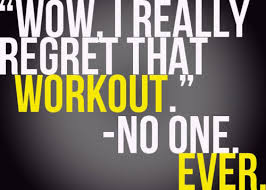 “WOW, I REALLY
REGRET THAT
WORKOUT.”
-NO ONE.
EVER.